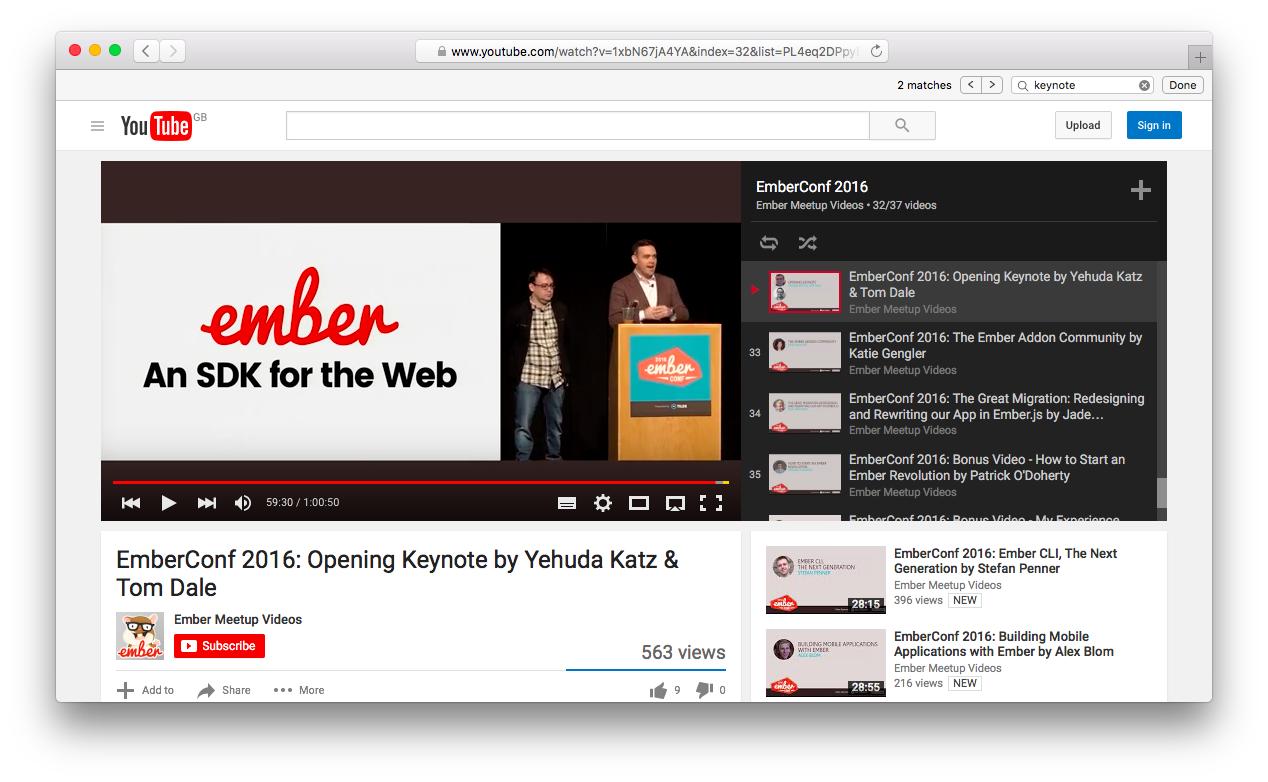 www.youtube.com/watch?v=1xbN67jA4YA&index=32&list=PL4eq2DPpy
2 matches
keynote
Done
YouTube GB
Upload
Sign in
ember
An SDK for the Web
2016
ember
CONF
TILDE
59:30 / 1:00:50
EmberConf 2016
Ember Meetup Videos • 32/37 videos
EmberConf 2016: Opening Keynote by Yehuda Katz
& Tom Dale
Ember Meetup Videos
33
EmberConf 2016: The Ember Addon Community by
Katie Gengler
Ember Meetup Videos
34
EmberConf 2016: The Great Migration: Redesigning
and Rewriting our App in Ember.js by Jade…
Ember Meetup Videos
35
EmberConf 2016: Bonus Video - How to Start an
Ember Revolution by Patrick O'Doherty
Ember Meetup Videos
EmberConf 2016: Bonus Video - My Experience
EmberConf 2016: Opening Keynote by Yehuda Katz &
Tom Dale
ember
Ember Meetup Videos
Subscribe
563 views
Add to
Share
More
9
0
EMBER CLI,
THE NEXT GENERATION
STEFAN PENNER
ember
28:15
EmberConf 2016: Ember CLI, The Next
Generation by Stefan Penner
Ember Meetup Videos
396 views NEW
BUILDING MOBILE APPLICATIONS
WITH EMBER
ALEX BLOM
ember
28:55
EmberConf 2016: Building Mobile
Applications with Ember by Alex Blom
Ember Meetup Videos
216 views NEW